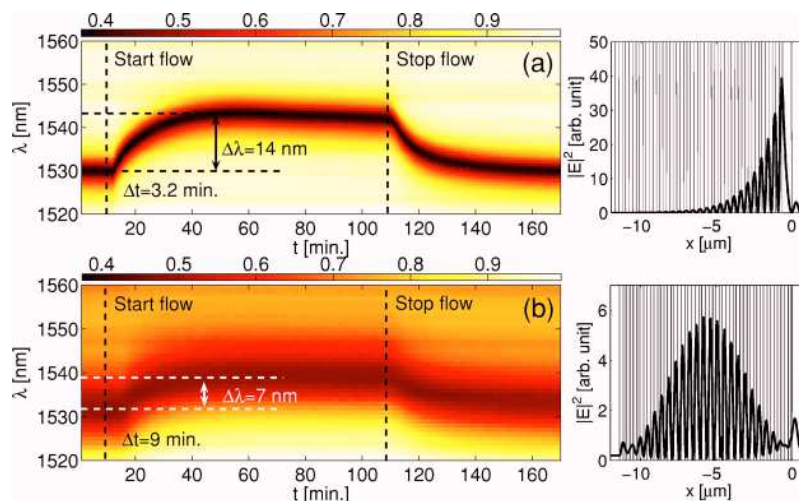 0.4 0.5 0.6 0.7 0.8 0.9
1560
1550
1540
1530
1520
λ [nm]
Start flow
Stop flow
(a)
Δλ=14 nm
Δt=3.2 min.
20 40 60 80 100 120 140 160
t [min.]
50
40
30
20
10
0
|E|² [arb. unit]
−10 −5 0
x [μm]
0.4 0.5 0.6 0.7 0.8 0.9
1560
1550
1540
1530
1520
λ [nm]
Start flow
Stop flow
(b)
Δλ=7 nm
Δt=9 min.
20 40 60 80 100 120 140 160
t [min.]
6
4
2
0
|E|² [arb. unit]
−10 −5 0
x [μm]